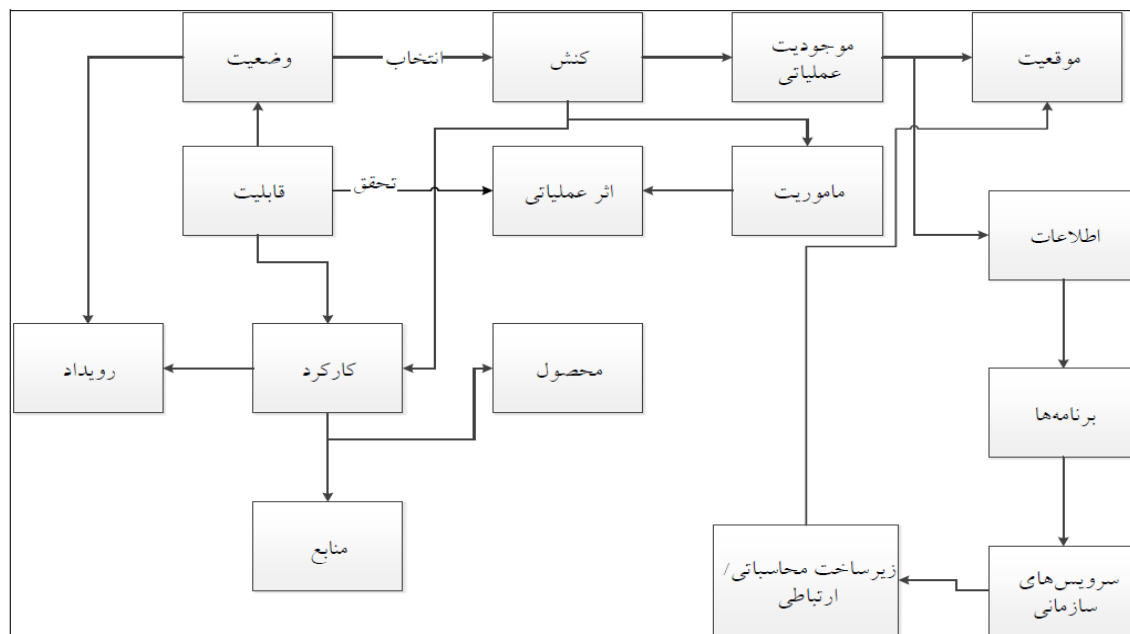 موقعیت
موجودیت
عملیاتی
کنش
انتخاب
وضعیت
ماموریت
اثر عملیاتی
تحقق
قابلیت
اطلاعات
محصول
کارکرد
رویداد
برنامه‌ها
منابع
سرویس‌های
سازمانی
زیرساخت محاسباتی/
ارتباطی